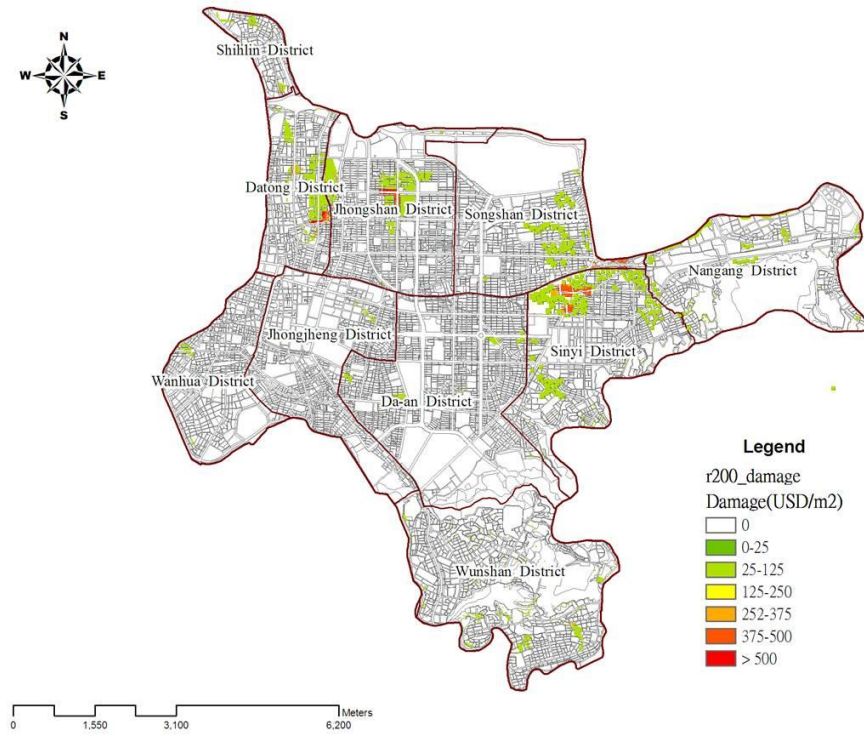 N
W E
S
Shihlin District
Datong District
Jhongshan District
Songshan District
Nangang District
Jhongjheng District
Sinyi District
Wanhua District
Da-an District
Wunshan District
Legend
r200_damage
Damage(USD/m2)
0
0-25
25-125
125-250
252-375
375-500
> 500
Meters
0 1,550 3,100 6,200